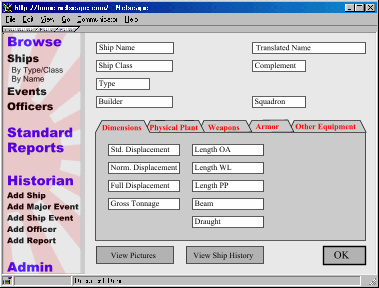 http://home.netscape.com/ - Netscape
File Edit View Go Communicator Help
Browse
Ships
By Type/Class
By Name
Events
Officers
Standard
Reports
Historian
Add Ship
Add Major Event
Add Ship Event
Add Officer
Add Report
Admin
Ship Name
Translated Name
Ship Class
Complement
Type
Builder
Squadron
Dimensions
Physical Plant
Weapons
Armor
Other Equipment
Std. Displacement
Length OA
Norm. Displacement
Length WL
Full Displacement
Length PP
Gross Tonnage
Beam
Draught
View Pictures
View Ship History
OK